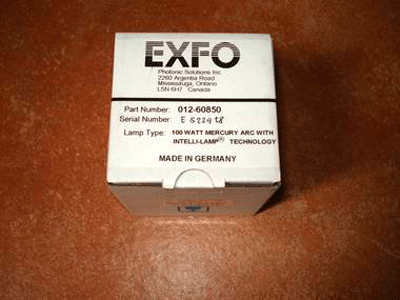 EXFO
Photonic Solutions Inc
2260 Argentia Road
Mississauga, Ontario
L5N 6H7 Canada
Part Number: 012-60850
Serial Number:
Lamp Type: 100 WATT MERCURY ARC WITH
INTELLI-LAMP® TECHNOLOGY
MADE IN GERMANY